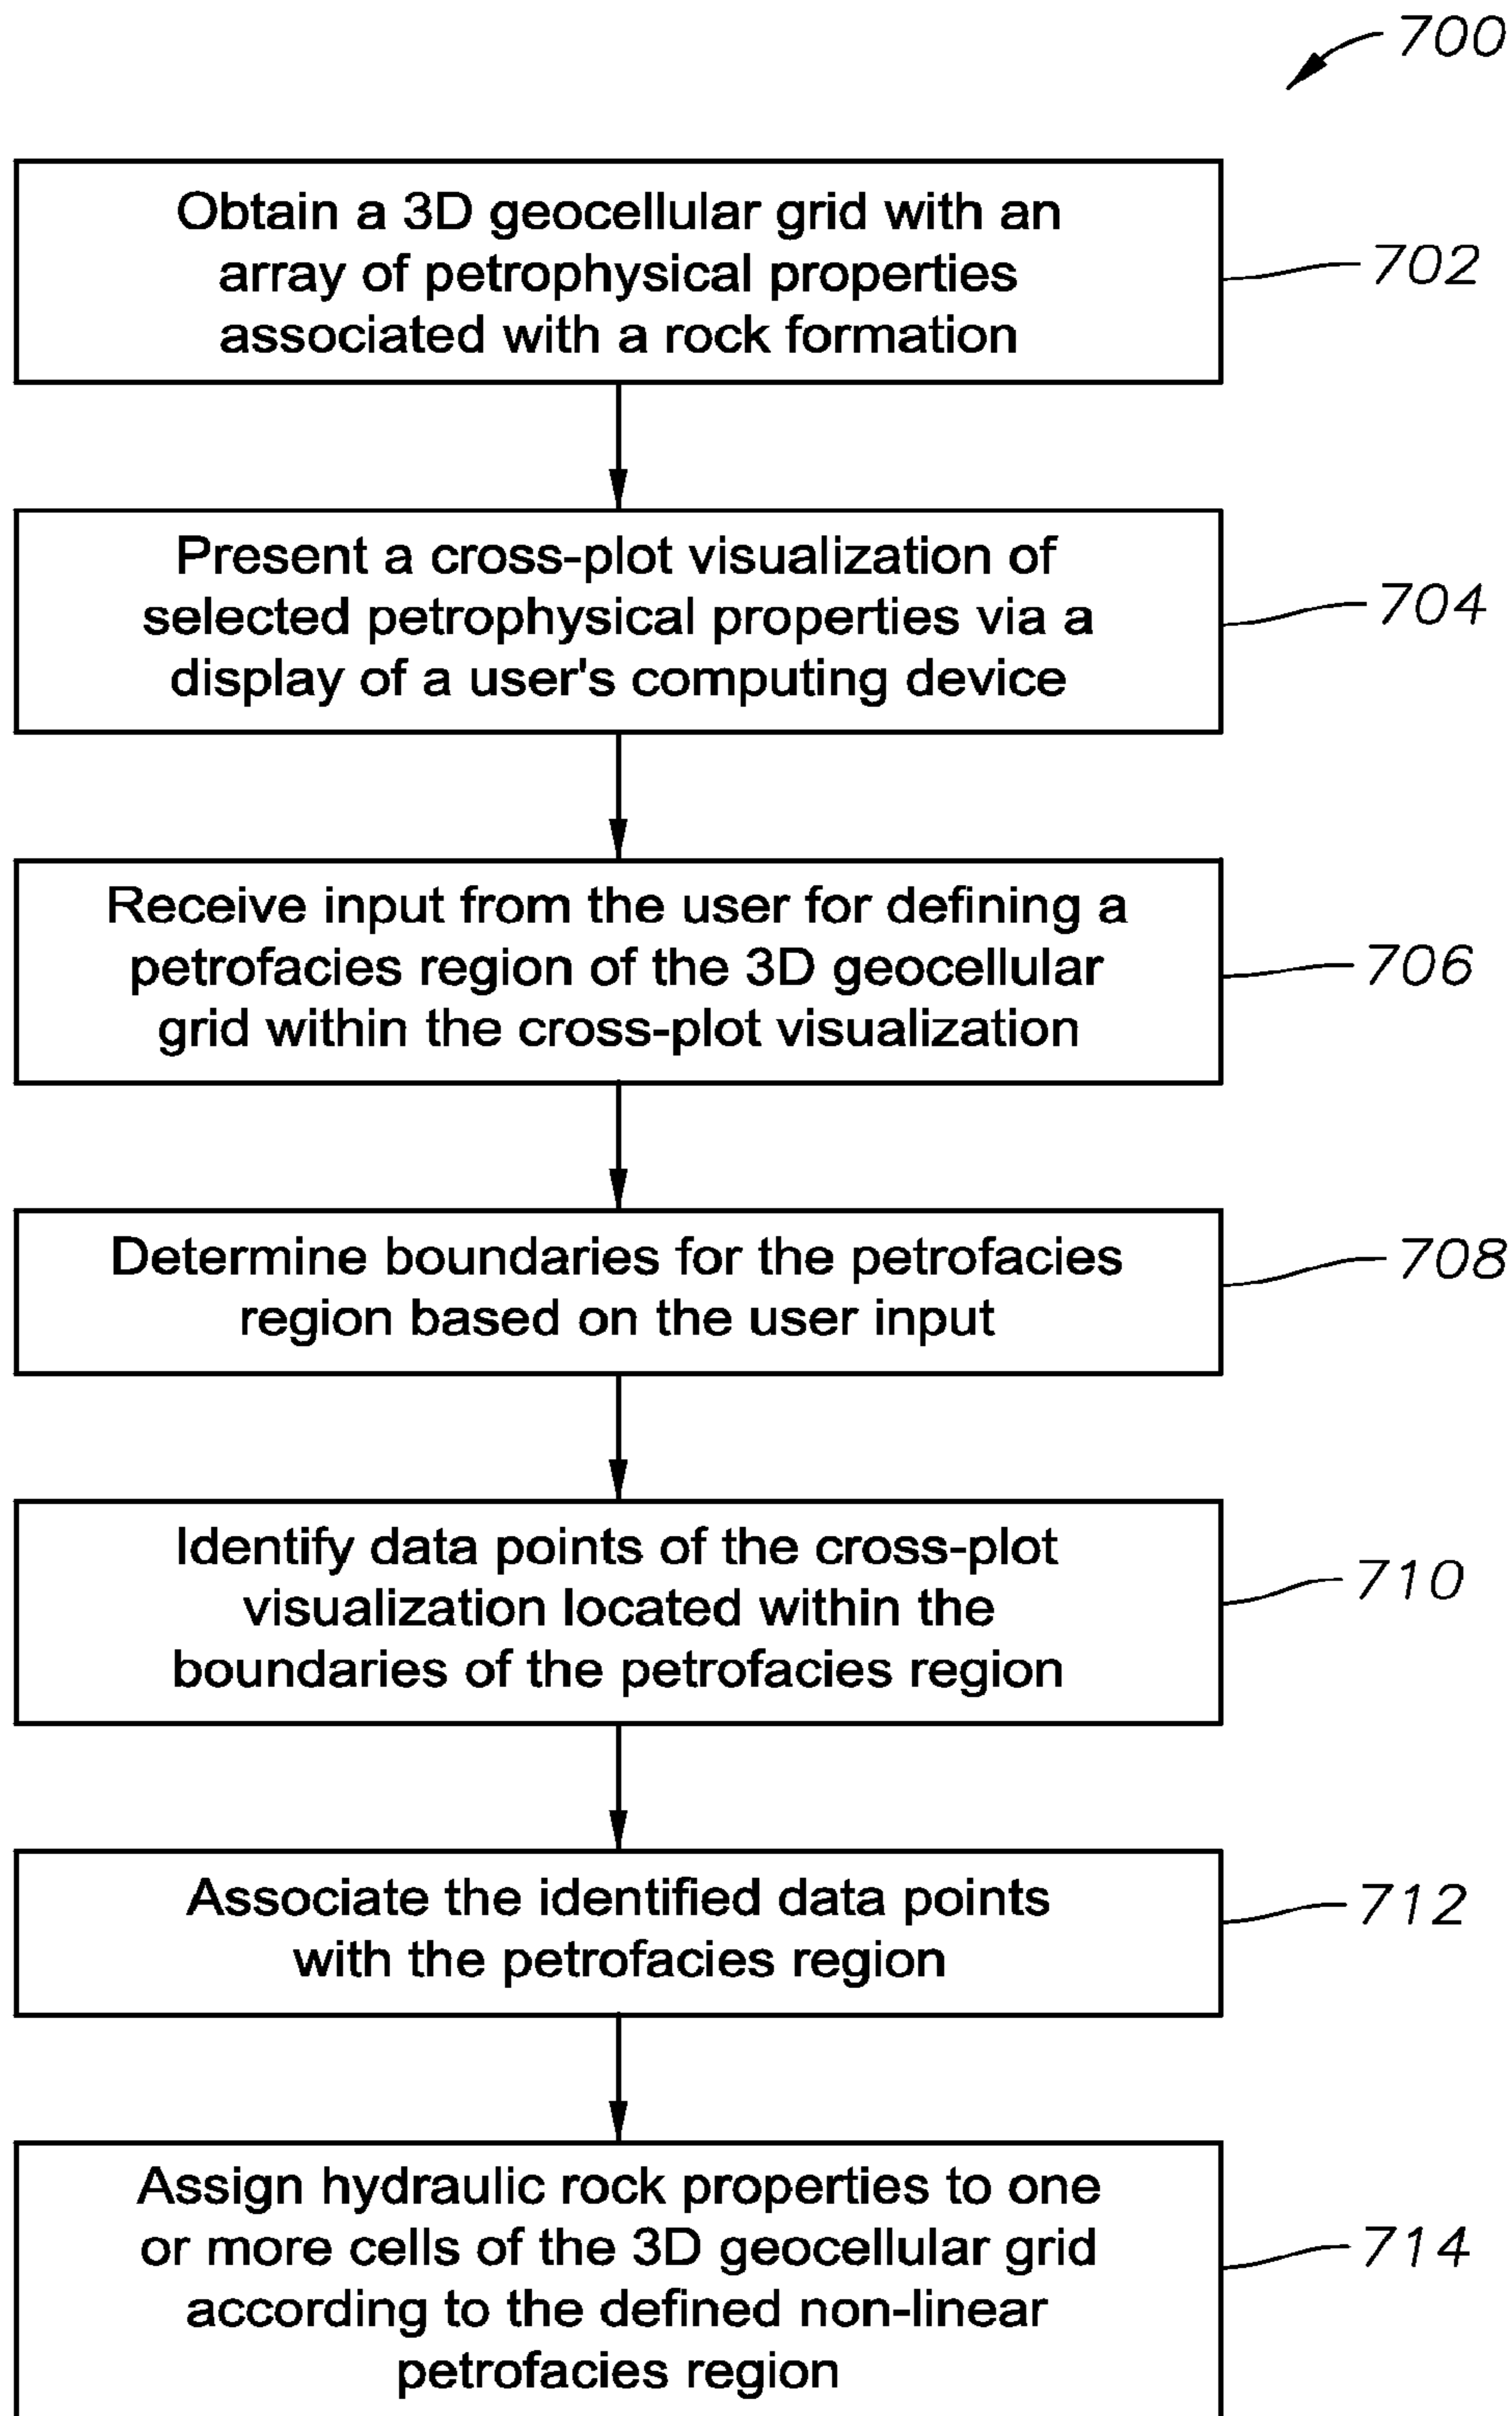 700
Obtain a 3D geocellular grid with an
array of petrophysical properties
associated with a rock formation
702
Present a cross-plot visualization of
selected petrophysical properties via a
display of a user's computing device
704
Receive input from the user for defining a
petrofacies region of the 3D geocellular
grid within the cross-plot visualization
706
Determine boundaries for the petrofacies
region based on the user input
708
Identify data points of the cross-plot
visualization located within the
boundaries of the petrofacies region
710
Associate the identified data points
with the petrofacies region
712
Assign hydraulic rock properties to one
or more cells of the 3D geocellular grid
according to the defined non-linear
petrofacies region
714